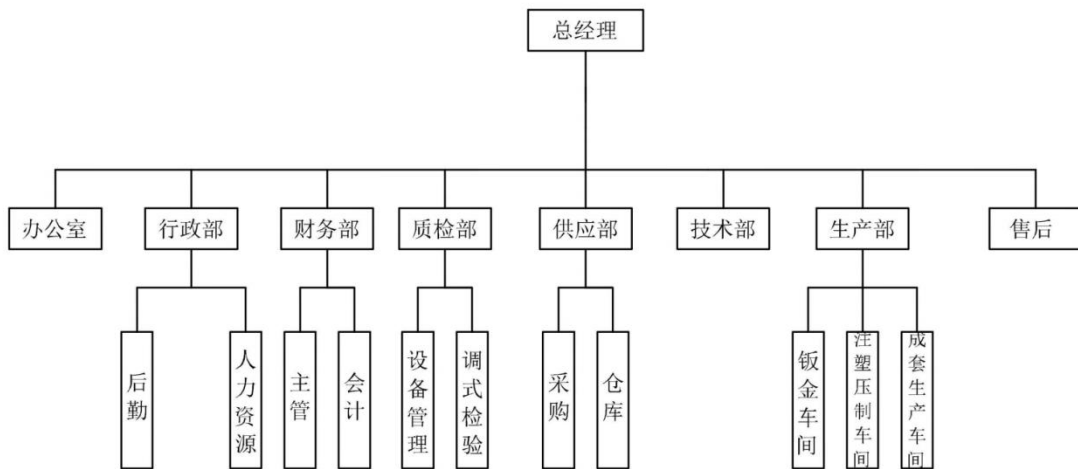 总经理
办公室
行政部
财务部
质检部
供应部
技术部
生产部
售后
后勤
人力资源
主管
会计
设备管理
调式检验
采购
仓库
钣金车间
注塑压制车间
成套生产车间